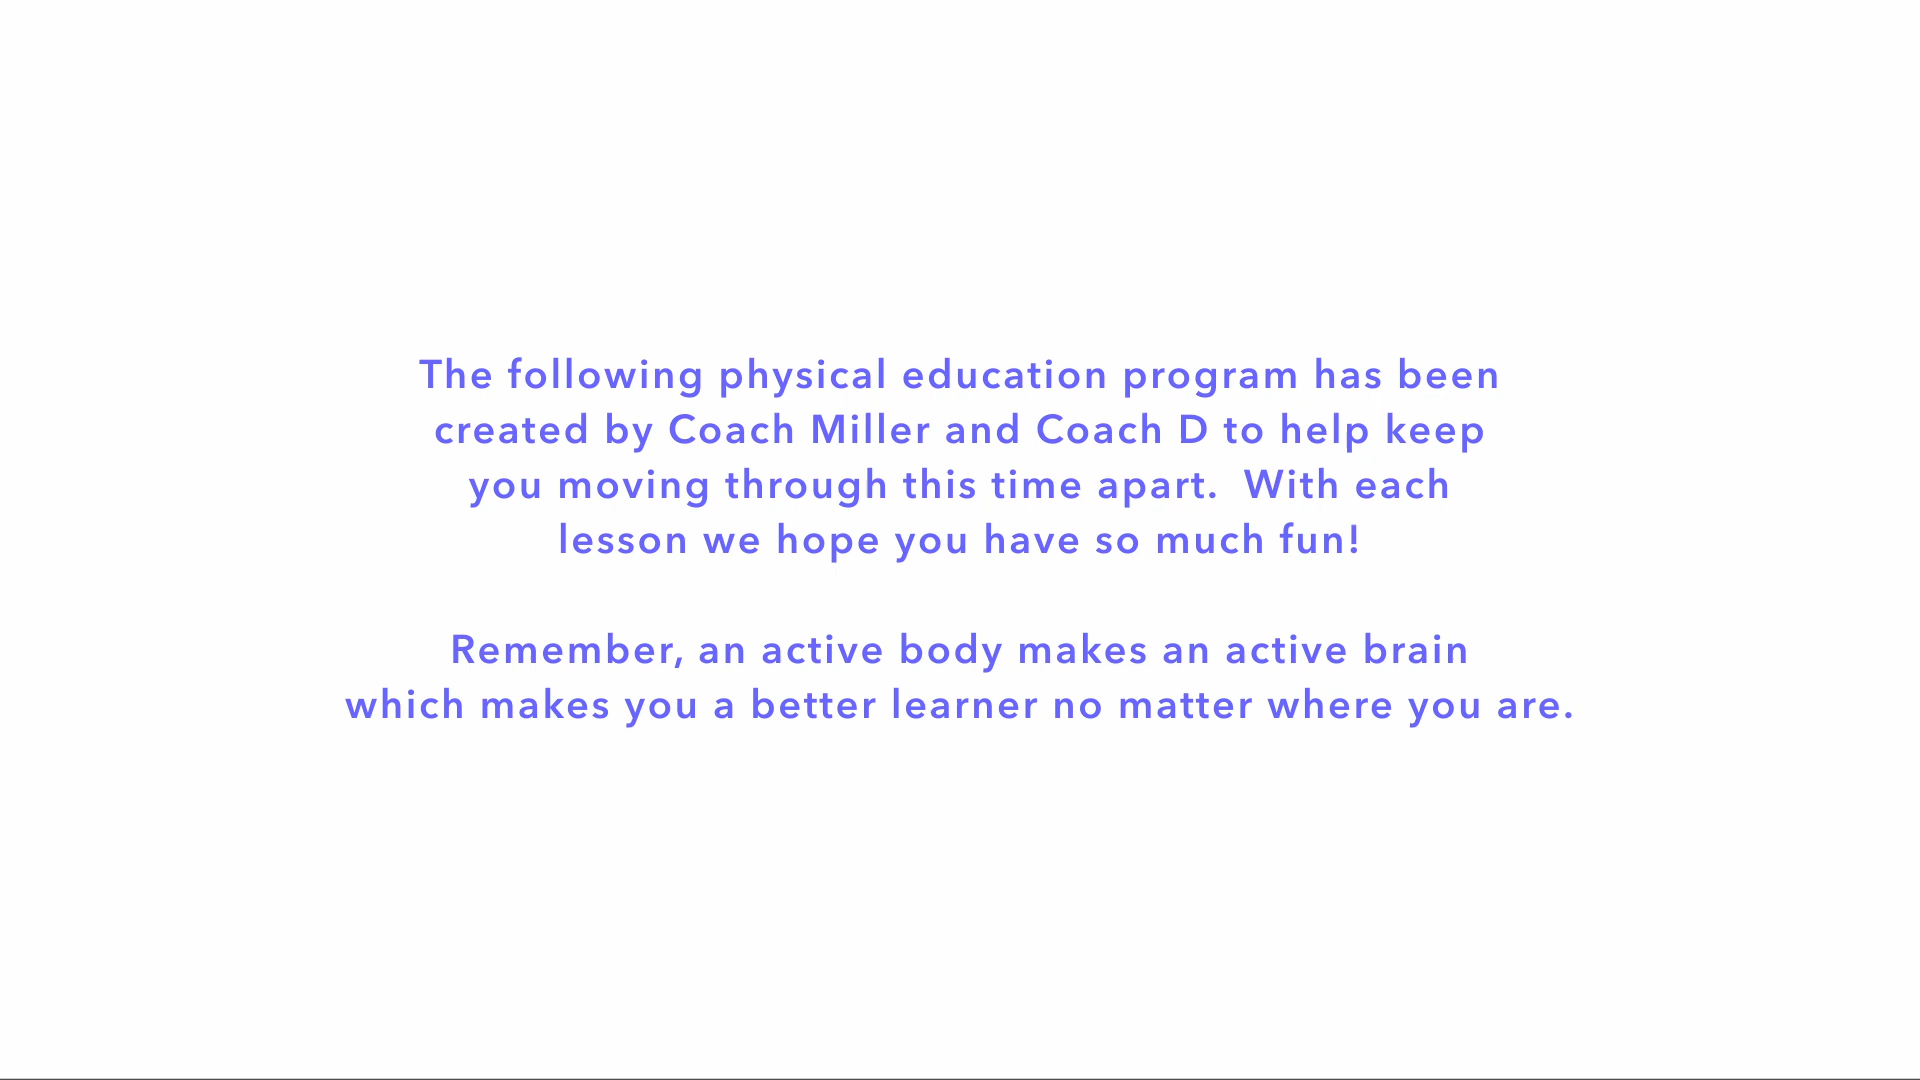 The following physical education program has been
created by Coach Miller and Coach D to help keep
you moving through this time apart.  With each
lesson we hope you have so much fun!
Remember, an active body makes an active brain
which makes you a better learner no matter where you are.